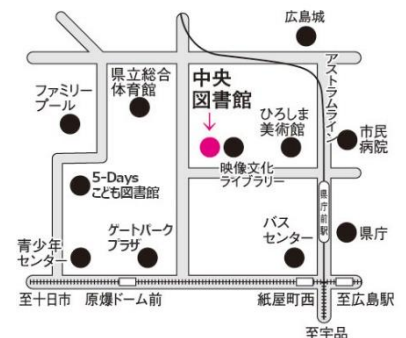 広島城
県立総合
体育館
中央
図書館
ファミリー
プール
アストラムライン
ひろしま
美術館
市民
病院
映像文化
ライブラリー
5-Days
こども図書館
県庁前駅
ゲートパーク
プラザ
バス
センター
県庁
青少年
センター
至十日市
原爆ドーム前
紙屋町西
至広島駅
至宇品